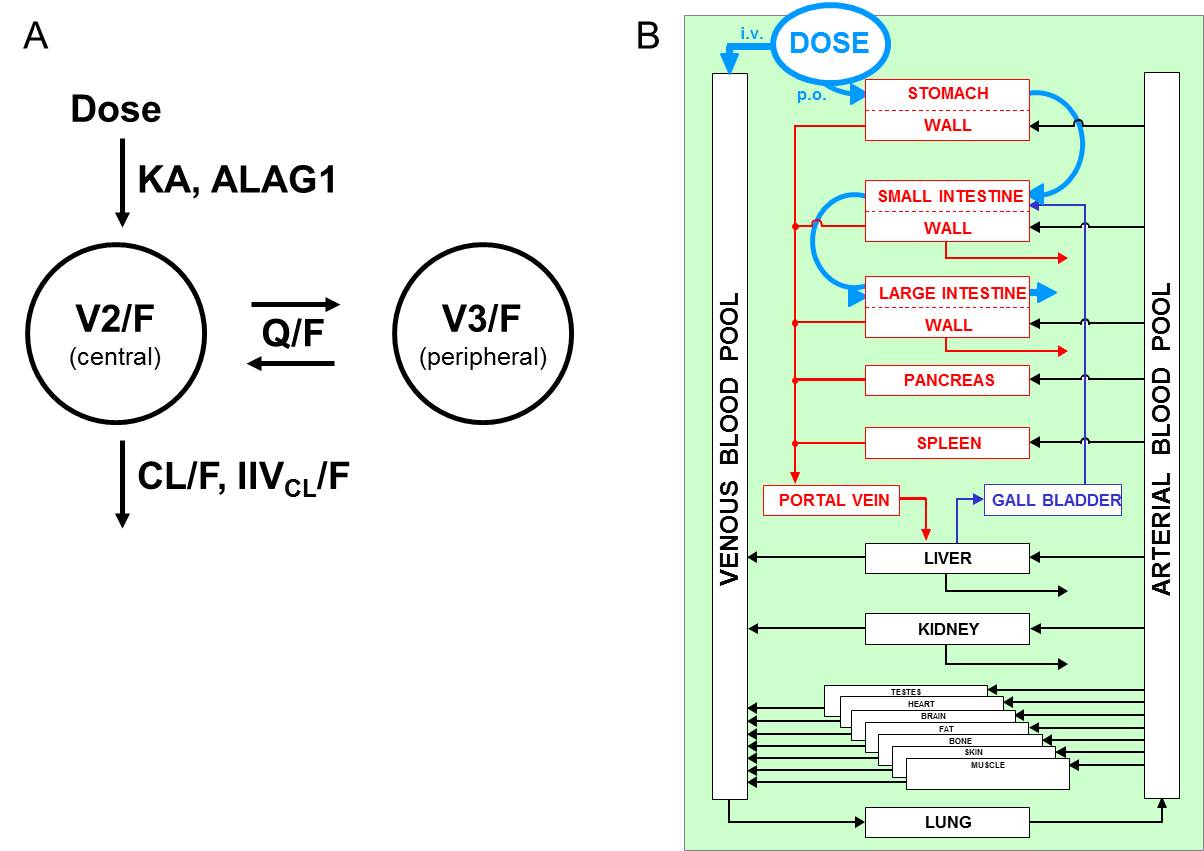 A
Dose
KA, ALAG1
V2/F
(central)
Q/F
V3/F
(peripheral)
CL/F, IIVCL/F
B
i.v.
DOSE
p.o.
STOMACH
WALL
SMALL INTESTINE
WALL
LARGE INTESTINE
WALL
PANCREAS
SPLEEN
PORTAL VEIN
GALL BLADDER
LIVER
KIDNEY
TESTES
HEART
BRAIN
FAT
BONE
SKIN
MUSCLE
LUNG
VENOUS BLOOD POOL
ARTERIAL BLOOD POOL